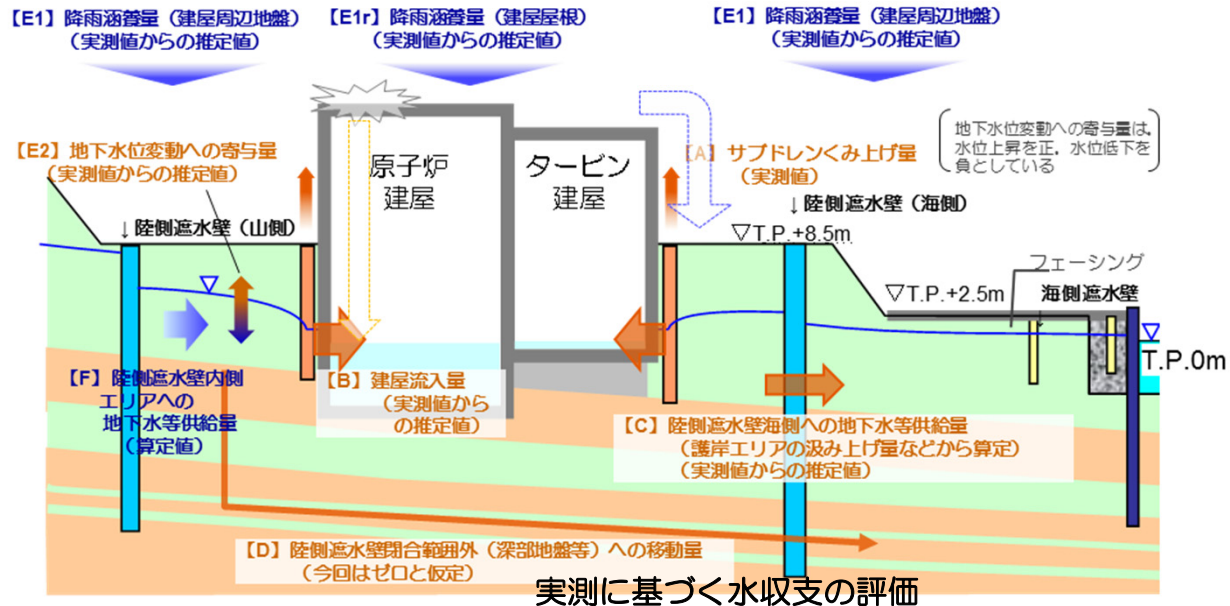 【E1】降雨涵養量（建屋周辺地盤）
（実測値からの推定値）
【E1r】降雨涵養量（建屋屋根）
（実測値からの推定値）
【E1】降雨涵養量（建屋周辺地盤）
（実測値からの推定値）
【E2】地下水位変動への寄与量
（実測値からの推定値）
原子炉
建屋
タービン
建屋
【A】サブドレンくみ上げ量
（実測値）
地下水位変動への寄与量は、
水位上昇を正、水位低下を
負としている
↓陸側遮水壁（山側）
↓陸側遮水壁（海側）
▽T.P.+8.5m
フェーシング
▽T.P.+2.5m
海側遮水壁
▽
▽
T.P.0m
【F】陸側遮水壁内側
エリアへの
地下水等供給量
（算定値）
【B】建屋流入量
（実測値から
の推定値）
【C】陸側遮水壁海側への地下水等供給量
（護岸エリアの汲み上げ量などから算定）
（実測値からの推定値）
【D】陸側遮水壁閉合範囲外（深部地盤等）への移動量
（今回はゼロと仮定）
実測に基づく水収支の評価